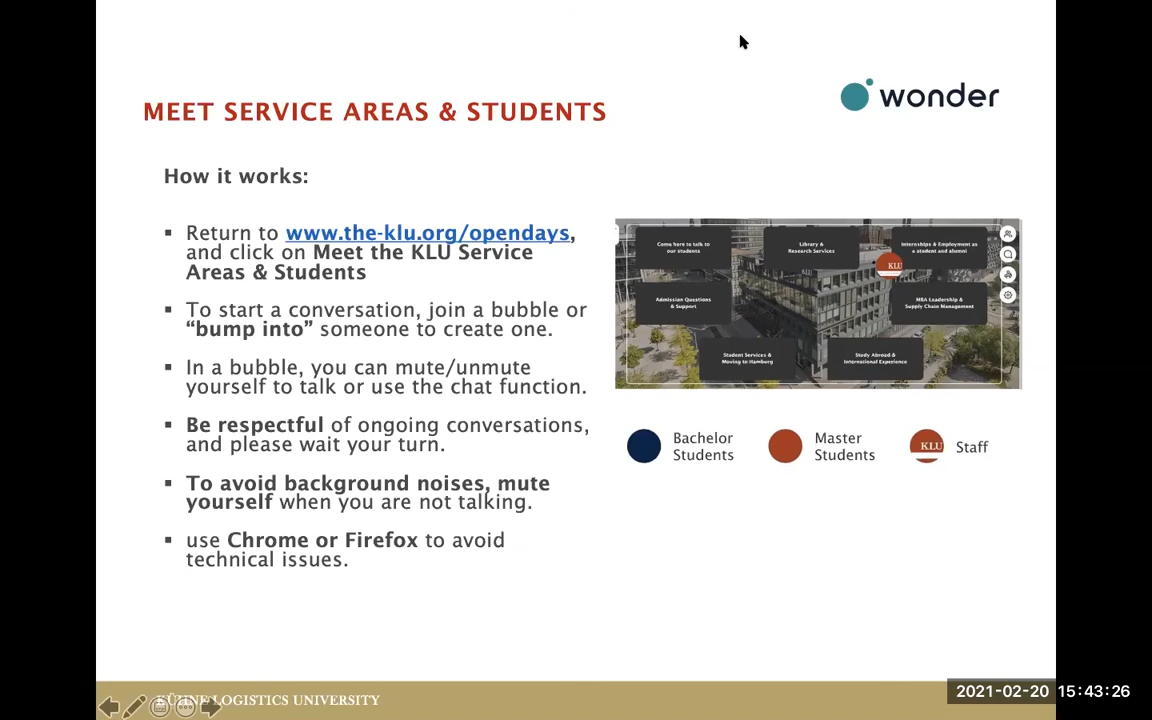 wonder
MEET SERVICE AREAS & STUDENTS
How it works:
▪ Return to www.the-klu.org/opendays,
and click on Meet the KLU Service
Areas & Students
▪ To start a conversation, join a bubble or
“bump into” someone to create one.
▪ In a bubble, you can mute/unmute
yourself to talk or use the chat function.
▪ Be respectful of ongoing conversations,
and please wait your turn.
▪ To avoid background noises, mute
yourself when you are not talking.
▪ use Chrome or Firefox to avoid
technical issues.
Come here to talk to
our students
Library &
Research Services
Internships & Employment as
a student and alumni
KLU
Admission Questions
& Support
MBA Leadership &
Supply Chain Management
Student Services &
Moving to Hamburg
Study Abroad &
International Experience
Bachelor
Students
Master
Students
KLU
Staff
KÜHNE LOGISTICS UNIVERSITY
2021-02-20 15:43:26